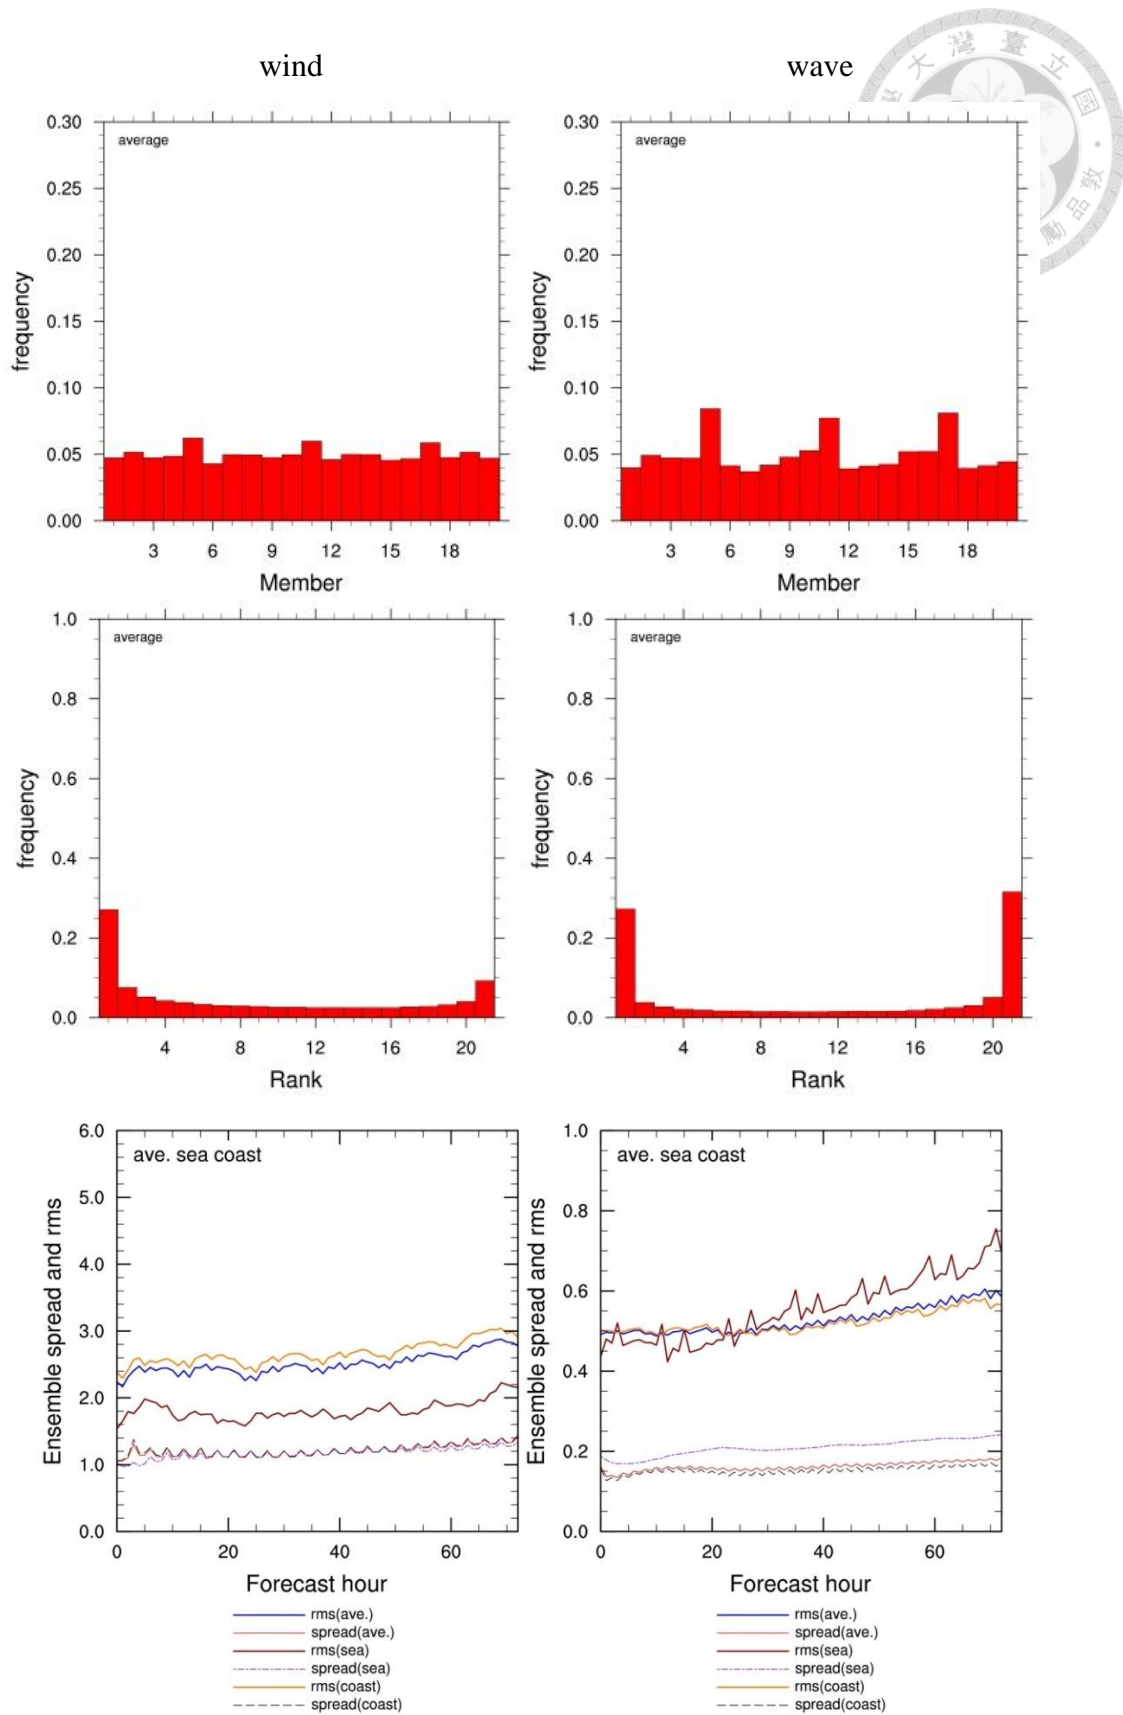 wind
wave
大 灣 臺 立 國
敦 品 勵
0.30
0.25
0.20
0.15
0.10
0.05
0.00
frequency
average
3 6 9 12 15 18
Member
0.30
0.25
0.20
0.15
0.10
0.05
0.00
frequency
average
3 6 9 12 15 18
Member
1.0
0.8
0.6
0.4
0.2
0.0
frequency
average
4 8 12 16 20
Rank
1.0
0.8
0.6
0.4
0.2
0.0
frequency
average
4 8 12 16 20
Rank
6.0
5.0
4.0
3.0
2.0
1.0
0.0
Ensemble spread and rms
ave. sea coast
0 20 40 60
Forecast hour
rms(ave.)
spread(ave.)
rms(sea)
spread(sea)
rms(coast)
spread(coast)
1.0
0.8
0.6
0.4
0.2
0.0
Ensemble spread and rms
ave. sea coast
0 20 40 60
Forecast hour
rms(ave.)
spread(ave.)
rms(sea)
spread(sea)
rms(coast)
spread(coast)